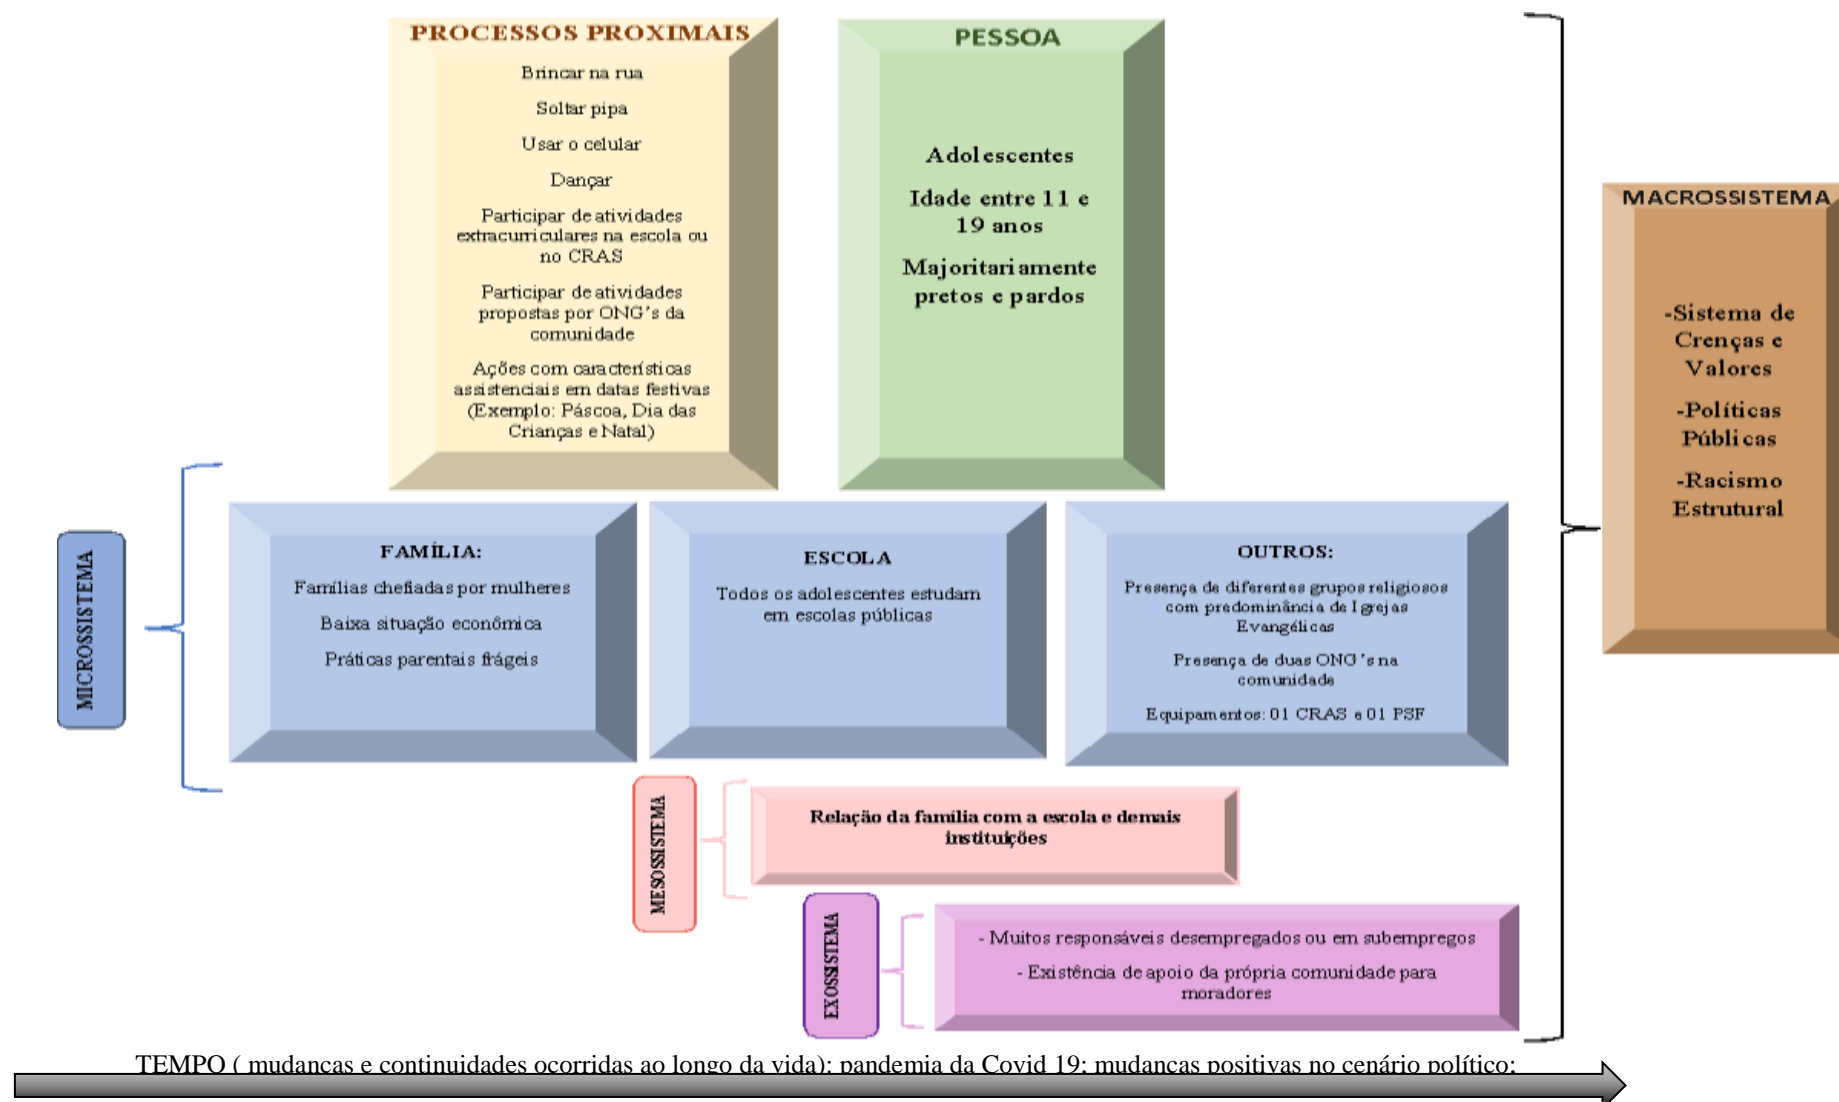 PROCESSOS PROXIMAIS
Brincar na rua
Soltar pipa
Usar o celular
Dançar
Participar de atividades
extracurriculares na escola ou
no CRAS
Participar de atividades
propostas por ONG's da
comunidade
Ações com características
assistenciais em datas festivas
(Exemplo: Páscoa, Dia das
Crianças e Natal)
PESSOA
Adolescentes
Idade entre 11 e
19 anos
Majoritariamente
pretos e pardos
MACROSSISTEMA
-Sistema de
Crenças e
Valores
-Políticas
Públicas
-Racismo
Estrutural
MICROSSISTEMA
FAMÍLIA:
Famílias chefiadas por mulheres
Baixa situação econômica
Práticas parentais frágeis
ESCOLA
Todos os adolescentes estudam
em escolas públicas
OUTROS:
Presença de diferentes grupos religiosos
com predominância de Igrejas
Evangélicas
Presença de duas ONG's na
comunidade
Equipamentos: 01 CRAS e 01 PSF
MESOSSISTEMA
Relação da família com a escola e demais
instituições
EXOSSISTEMA
- Muitos responsáveis desempregados ou em subempregos
- Existência de apoio da própria comunidade para
moradores
TEMPO ( mudanças e continuidades ocorridas ao longo da vida): pandemia da Covid 19; mudanças positivas no cenário político;